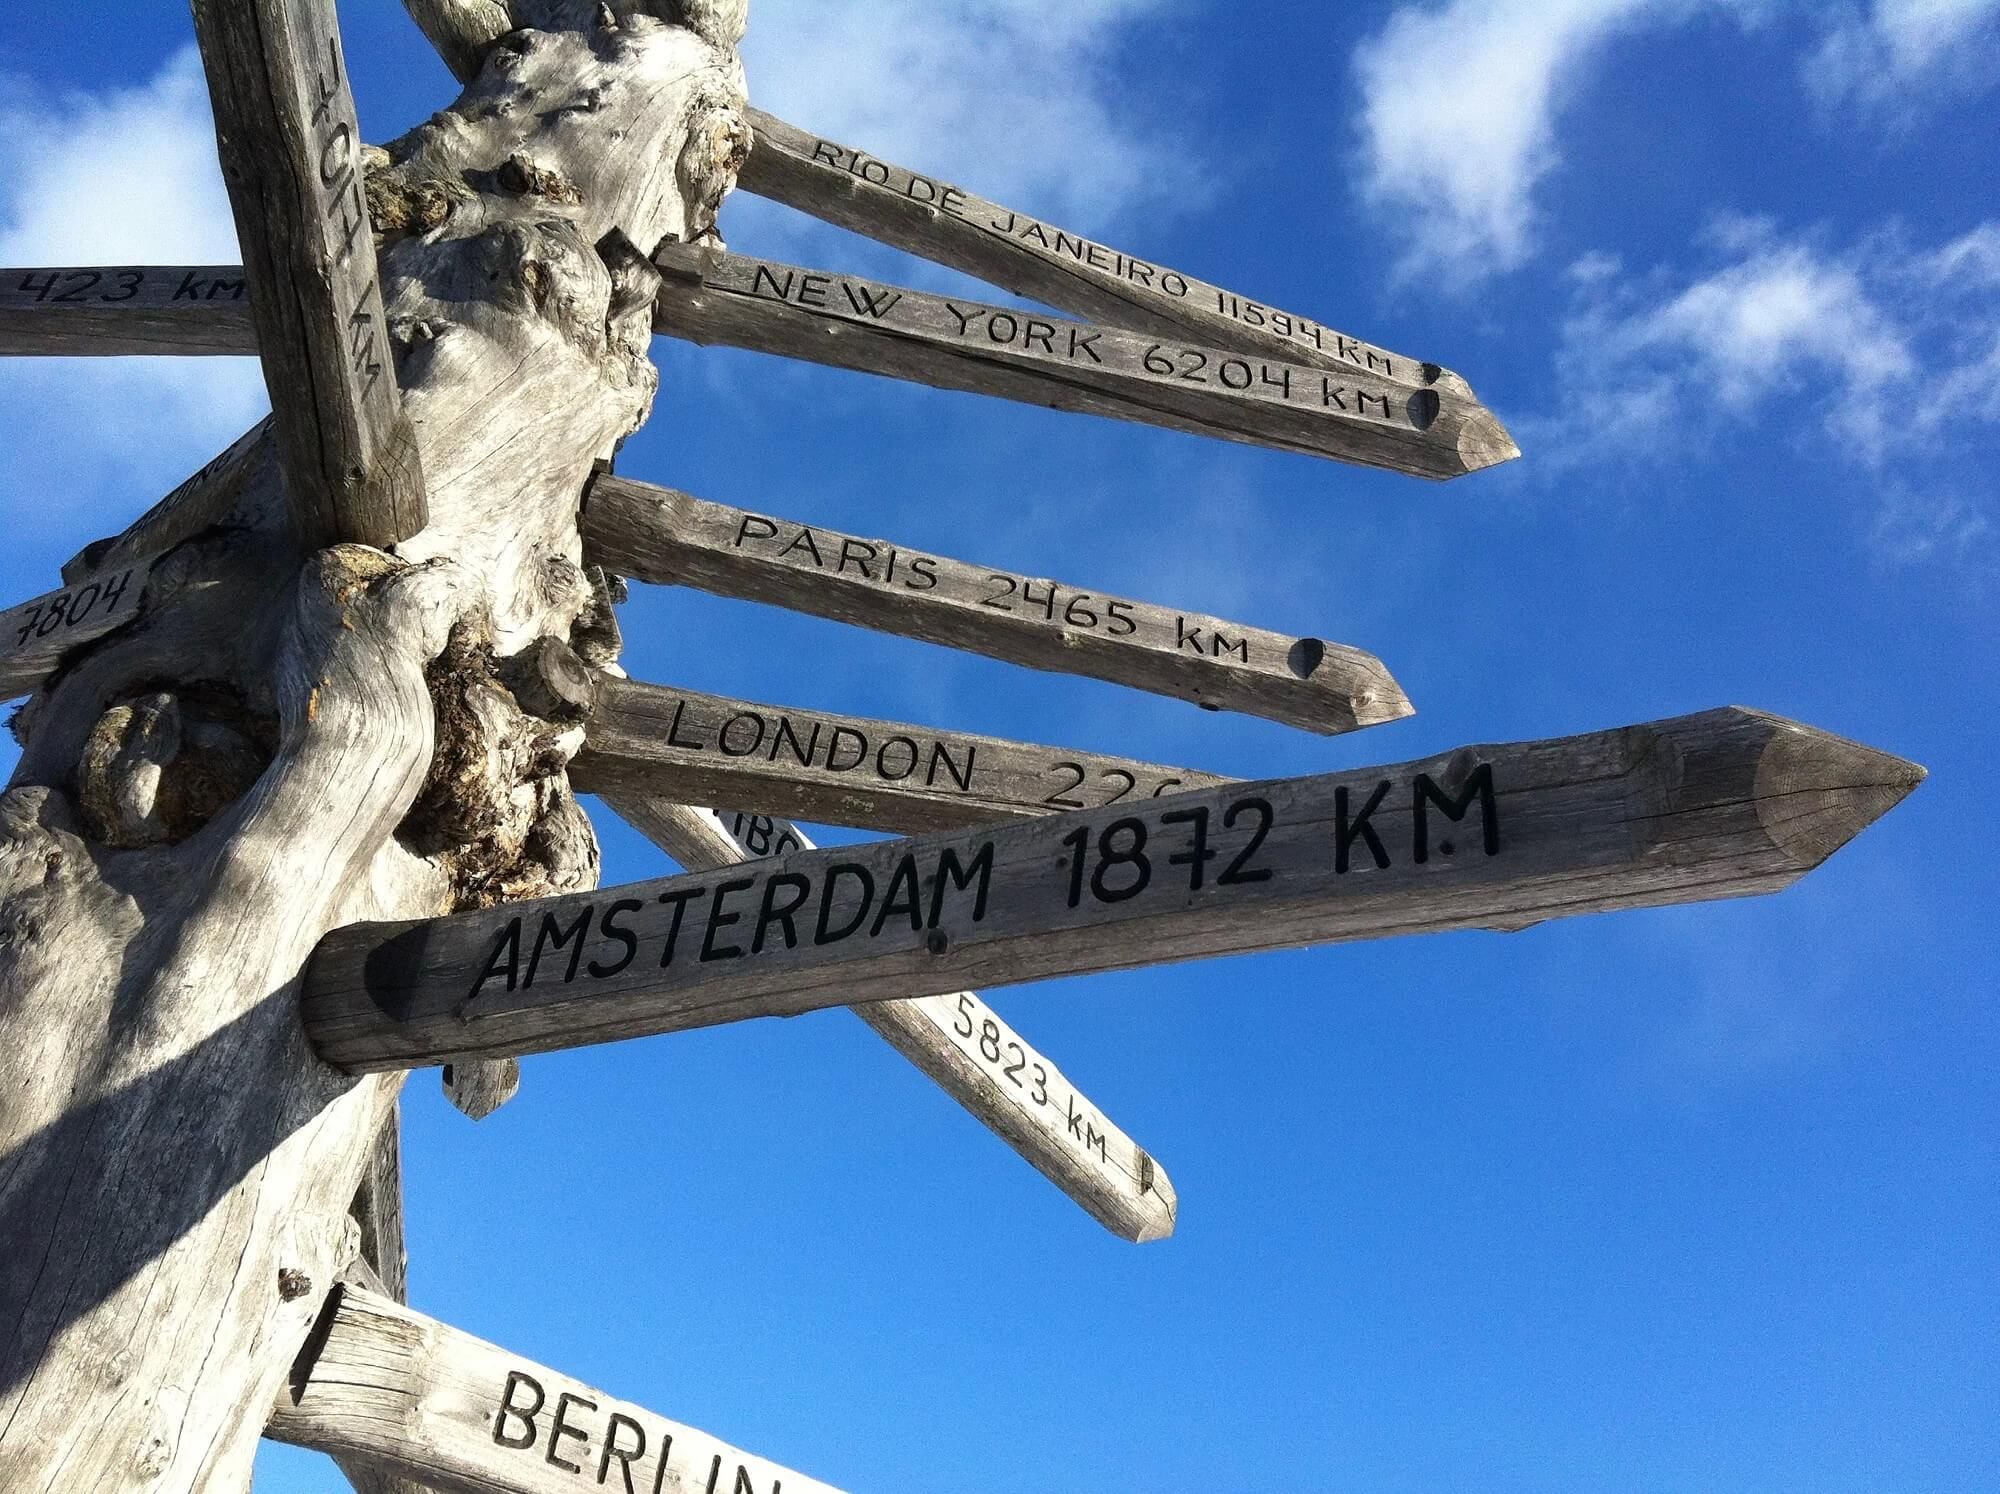 423 KM
7804
RIO DE JANEIRO 11594 KM
NEW YORK 6204 KM
PARIS 2465 KM
LONDON 22
AMSTERDAM 1872 KM
5823 KM
BERLIN